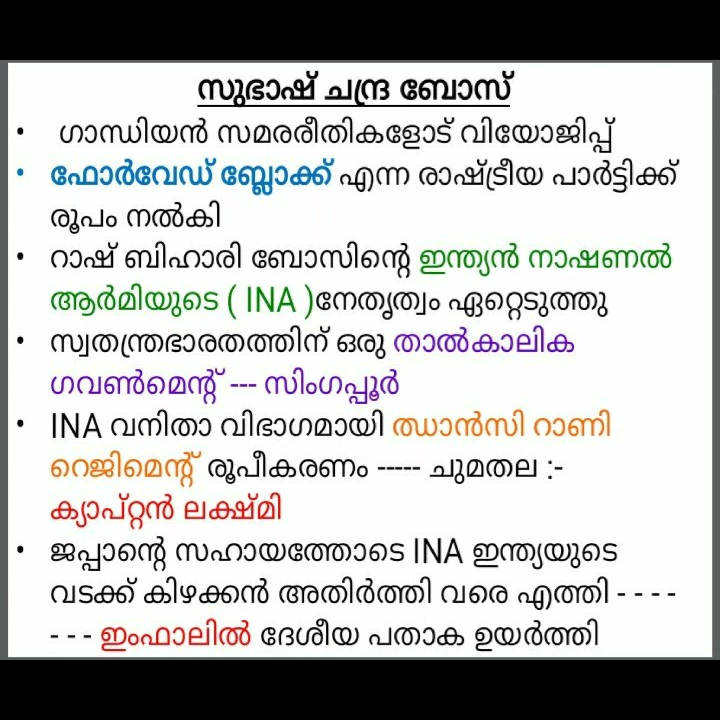 സുഭാഷ് ചന്ദ്ര ബോസ്
• ഗാന്ധിയൻ സമരരീതികളോട് വിയോജിപ്പ്
• ഫോർവേഡ് ബ്ലോക്ക് എന്ന രാഷ്ട്രീയ പാർട്ടിക്ക്
രൂപം നൽകി
• റാഷ് ബിഹാരി ബോസിന്റെ ഇന്ത്യൻ നാഷണൽ
ആർമിയുടെ ( INA )നേതൃത്വം ഏറ്റെടുത്തു
• സ്വതന്ത്രഭാരതത്തിന് ഒരു താൽകാലിക
ഗവൺമെന്റ് --- സിംഗപ്പൂർ
• INA വനിതാ വിഭാഗമായി ഝാൻസി റാണി
റെജിമെന്റ് രൂപീകരണം ----- ചുമതല :-
ക്യാപ്റ്റൻ ലക്ഷ്മി
• ജപ്പാന്റെ സഹായത്തോടെ INA ഇന്ത്യയുടെ
വടക്ക് കിഴക്കൻ അതിർത്തി വരെ എത്തി - - - -
- - - ഇംഫാലിൽ ദേശീയ പതാക ഉയർത്തി